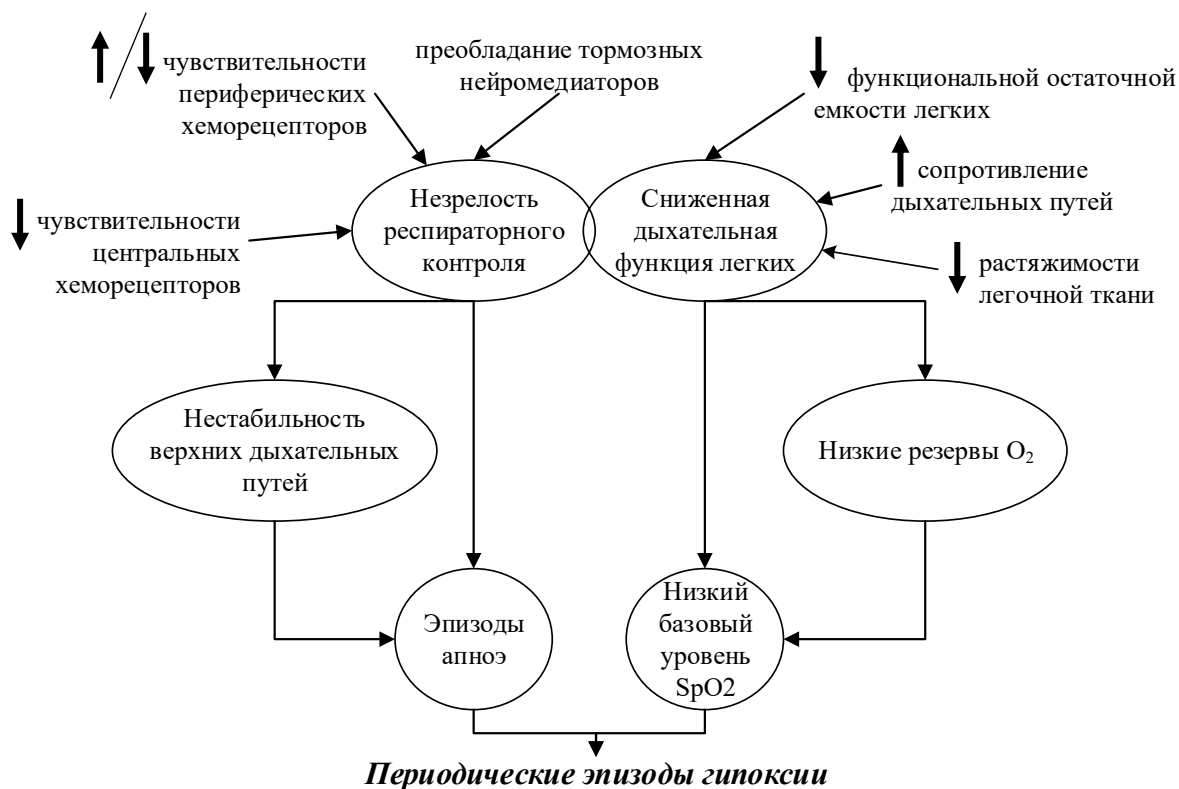 чувствительности
периферических
хеморецепторов
преобладание тормозных
нейромедиаторов
функциональной остаточной
емкости легких
сопротивление
дыхательных путей
растяжимости
легочной ткани
чувствительности
центральных
хеморецепторов
Незрелость
респираторного
контроля
Сниженная
дыхательная
функция легких
Нестабильность
верхних дыхательных
путей
Низкие резервы O₂
Эпизоды
апноэ
Низкий
базовый
уровень
SpO2
Периодические эпизоды гипоксии